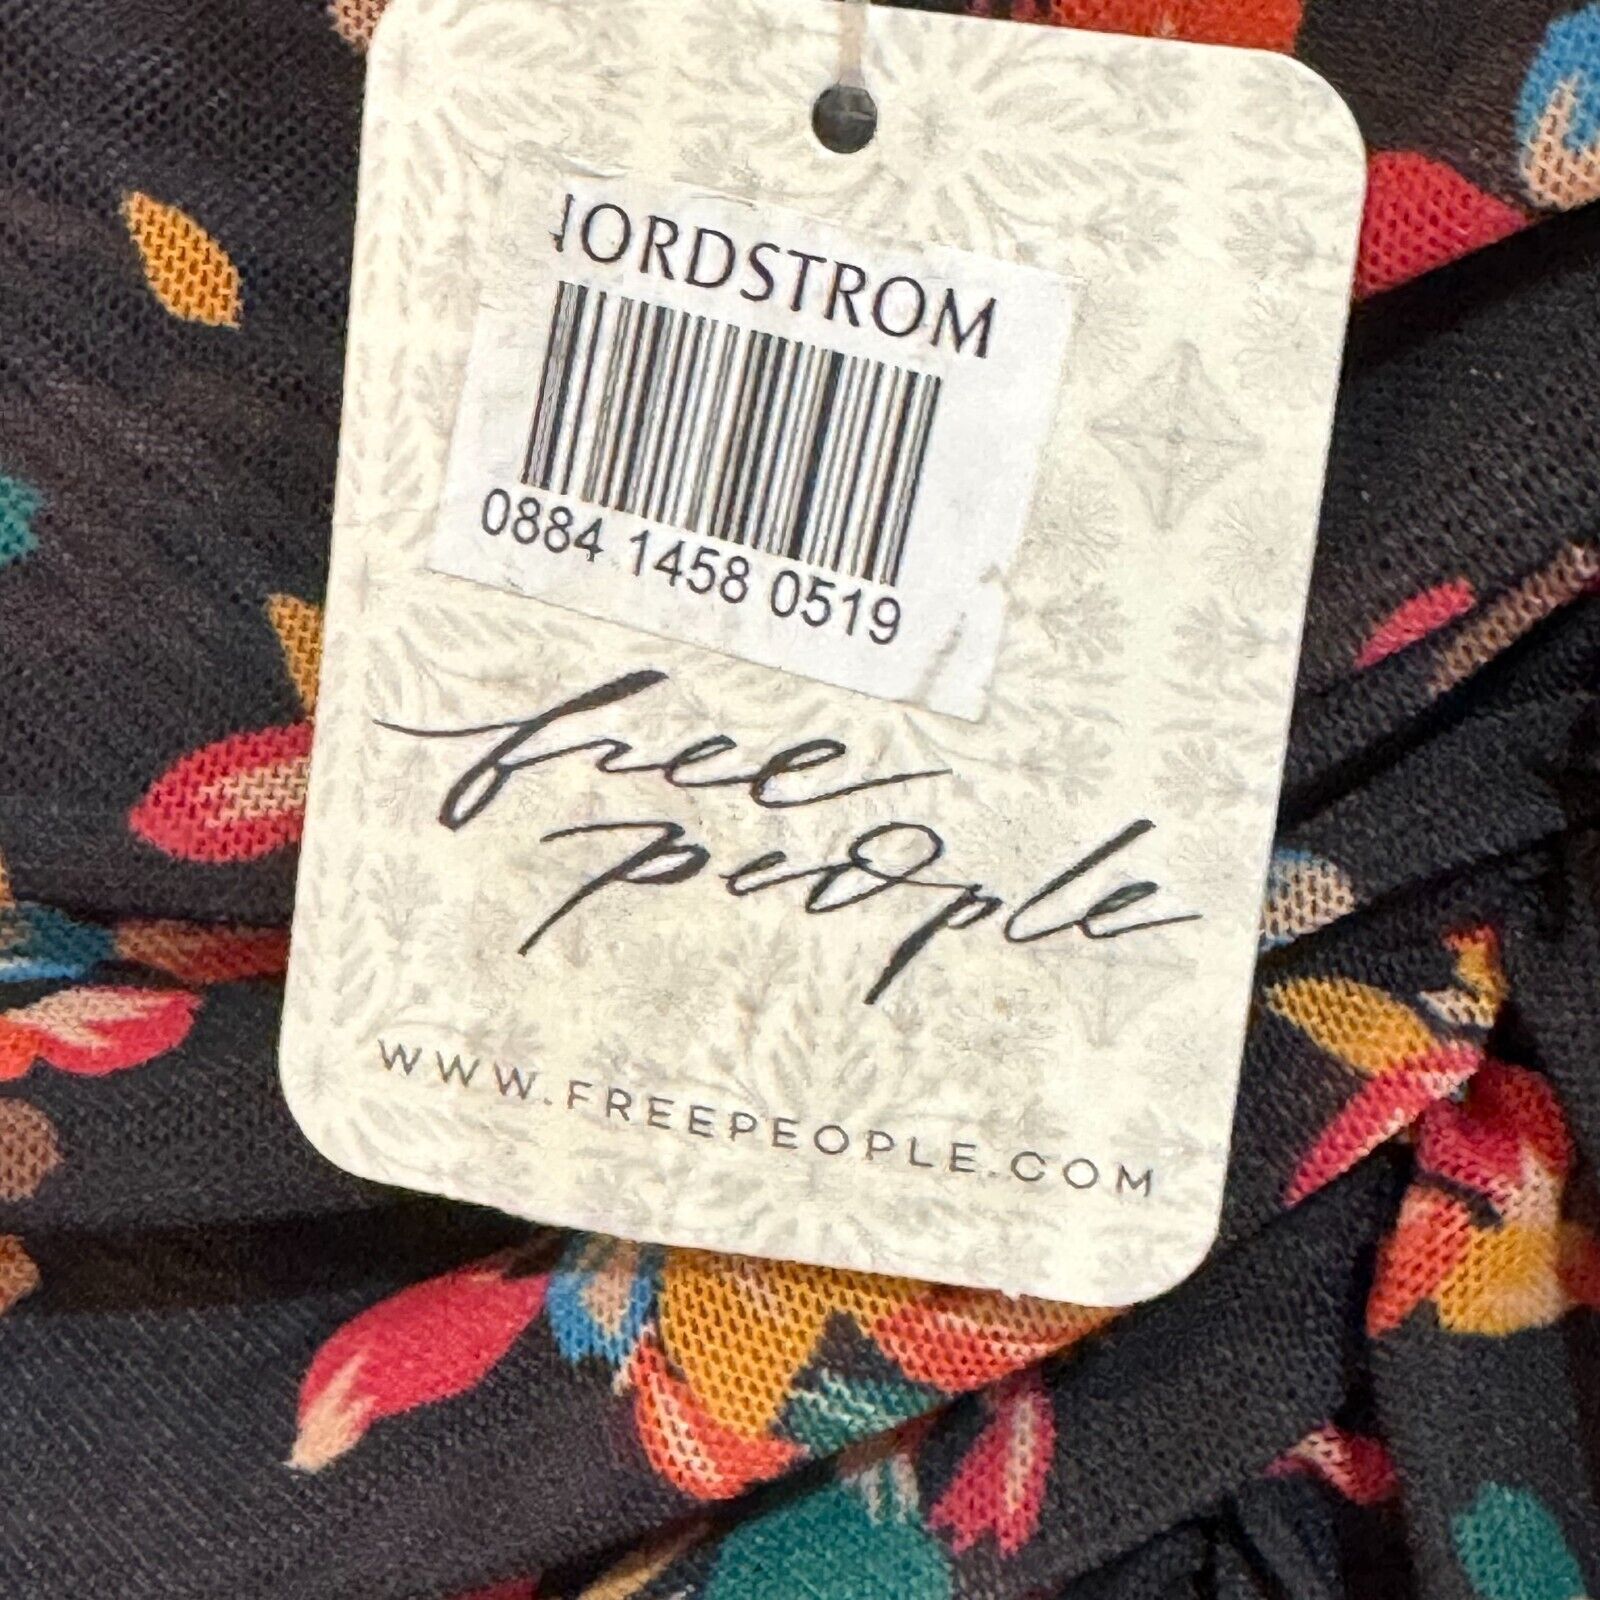 NORDSTROM
0884 1458 0519
free
people
WWW.FREEPEOPLE.COM